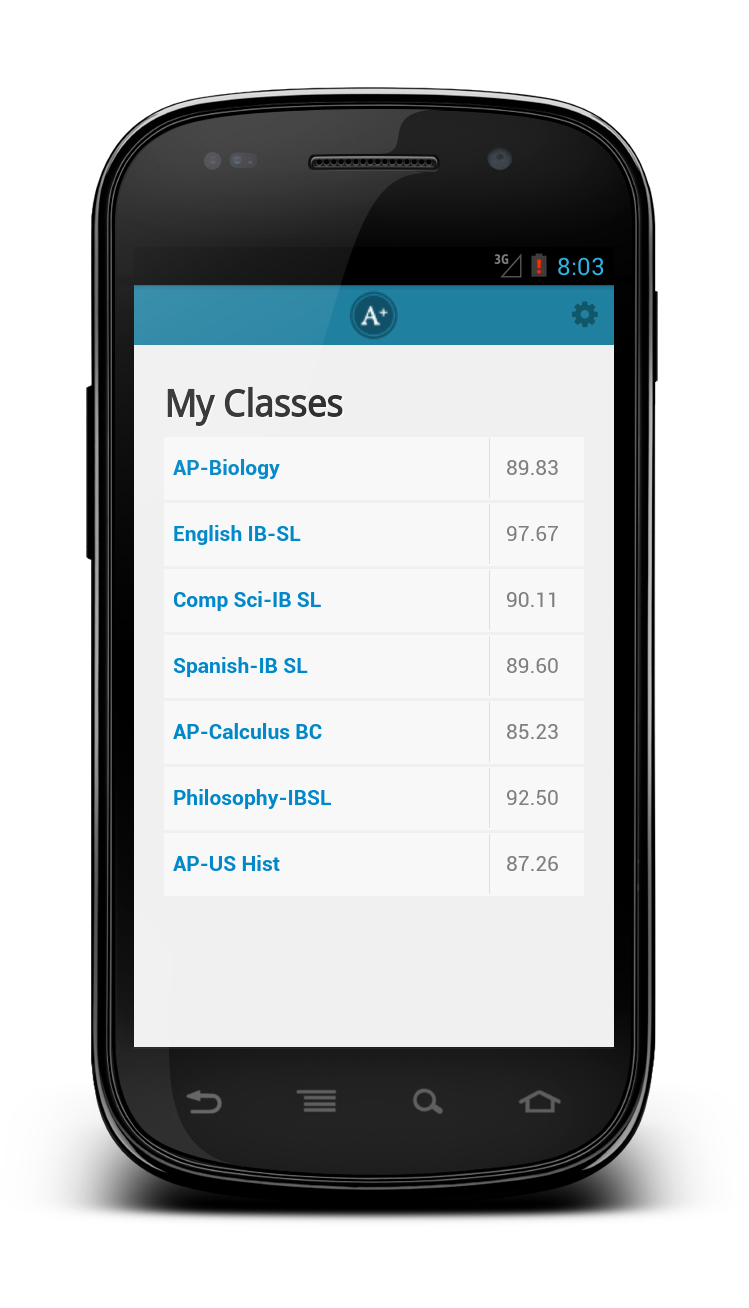 3G 8:03
A+
My Classes
AP-Biology 89.83
English IB-SL 97.67
Comp Sci-IB SL 90.11
Spanish-IB SL 89.60
AP-Calculus BC 85.23
Philosophy-IBSL 92.50
AP-US Hist 87.26